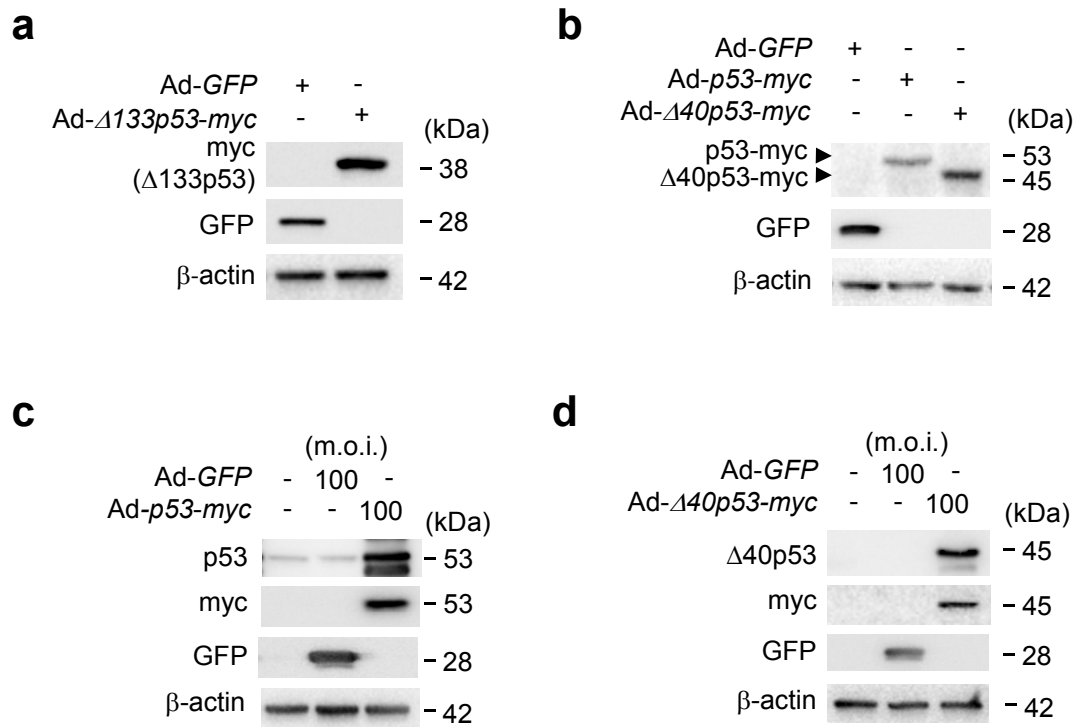 a
Ad-GFP + -
Ad-Δ133p53-myc - +
(kDa)
myc
(Δ133p53)
- 38
GFP - 28
β-actin - 42
b
Ad-GFP + - -
Ad-p53-myc - + -
Ad-Δ40p53-myc - - +
(kDa)
p53-myc ► - 53
Δ40p53-myc ► - 45
GFP - 28
β-actin - 42
c
(m.o.i.)
Ad-GFP - 100 -
Ad-p53-myc - - 100
(kDa)
p53 - 53
myc - 53
GFP - 28
β-actin - 42
d
(m.o.i.)
Ad-GFP - 100 -
Ad-Δ40p53-myc - - 100
(kDa)
Δ40p53 - 45
myc - 45
GFP - 28
β-actin - 42